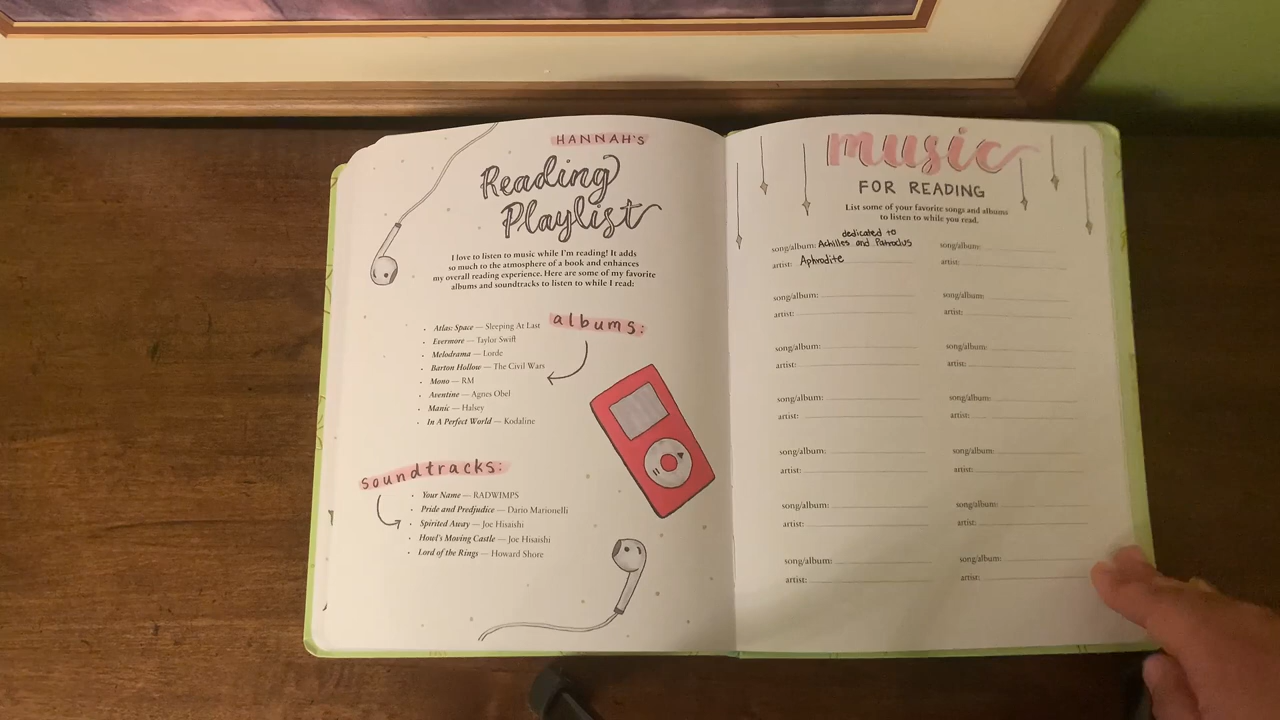 HANNAH'S
Reading
Playlist
I love to listen to music while I'm reading! It adds
so much to the atmosphere of a book and enhances
my overall reading experience. Here are some of my favorite
albums and soundtracks to listen to while I read:
albums:
• Atlas: Space — Sleeping At Last
• Evermore — Taylor Swift
• Melodrama — Lorde
• Barton Hollow — The Civil Wars
• Mono — RM
• Aventine — Agnes Obel
• Manic — Halsey
• In A Perfect World — Kodaline
soundtracks:
• Your Name — RADWIMPS
• Pride and Predjudice — Dario Marionelli
• Spirited Away — Joe Hisaishi
• Howl's Moving Castle — Joe Hisaishi
• Lord of the Rings — Howard Shore
music
FOR READING
List some of your favorite songs and albums
to listen to while you read.
dedicated to
song/album: Achilles and Patroclus
artist: Aphrodite
song/album:
artist:
song/album:
artist:
song/album:
artist:
song/album:
artist:
song/album:
artist:
song/album:
artist:
song/album:
artist:
song/album:
artist:
song/album:
artist:
song/album:
artist:
song/album:
artist:
song/album:
artist:
song/album:
artist: